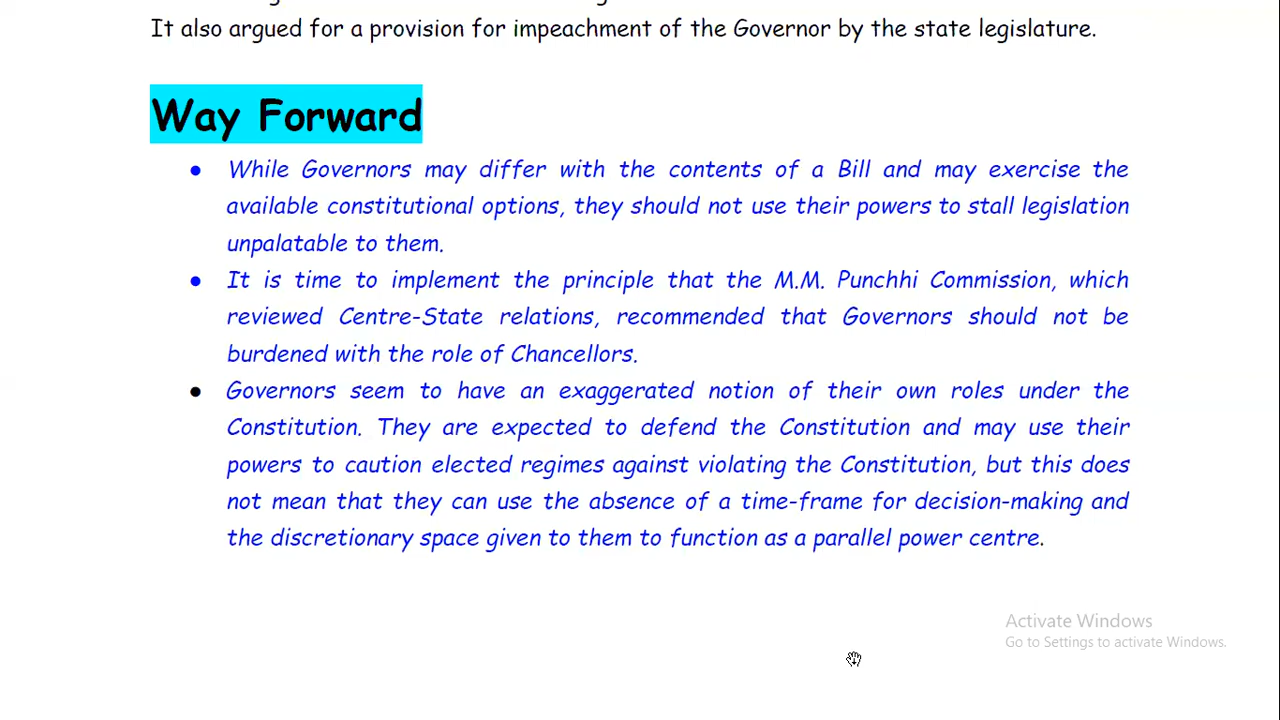 It also argued for a provision for impeachment of the Governor by the state legislature.
Way Forward
● While Governors may differ with the contents of a Bill and may exercise the
available constitutional options, they should not use their powers to stall legislation
unpalatable to them.
● It is time to implement the principle that the M.M. Punchhi Commission, which
reviewed Centre-State relations, recommended that Governors should not be
burdened with the role of Chancellors.
● Governors seem to have an exaggerated notion of their own roles under the
Constitution. They are expected to defend the Constitution and may use their
powers to caution elected regimes against violating the Constitution, but this does
not mean that they can use the absence of a time-frame for decision-making and
the discretionary space given to them to function as a parallel power centre.
Activate Windows
Go to Settings to activate Windows.